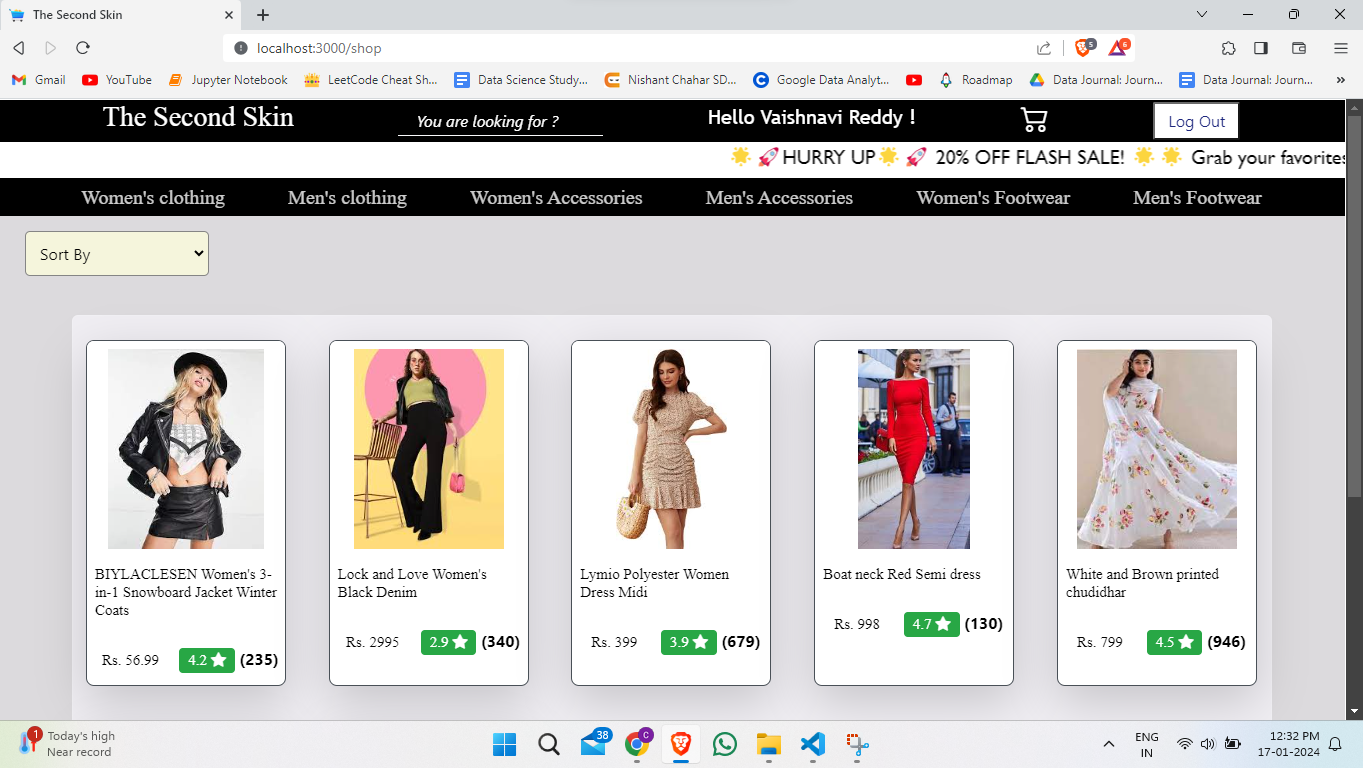 The Second Skin
localhost:3000/shop
5
6
Gmail
YouTube
Jupyter Notebook
LeetCode Cheat Sh...
Data Science Study...
Nishant Chahar SD...
Google Data Analyt...
Roadmap
Data Journal: Journ...
Data Journal: Journ...
»
The Second Skin
You are looking for ?
Hello Vaishnavi Reddy !
Log Out
🌟 🚀HURRY UP🌟 🚀 20% OFF FLASH SALE! 🌟 🌟 Grab your favorites
Women's clothing
Men's clothing
Women's Accessories
Men's Accessories
Women's Footwear
Men's Footwear
Sort By
BIYLACLESEN Women's 3-
in-1 Snowboard Jacket Winter
Coats
Rs. 56.99 4.2 ★ (235)
Lock and Love Women's
Black Denim
Rs. 2995 2.9 ★ (340)
Lymio Polyester Women
Dress Midi
Rs. 399 3.9 ★ (679)
Boat neck Red Semi dress
Rs. 998 4.7 ★ (130)
White and Brown printed
chudidhar
Rs. 799 4.5 ★ (946)
1
Today's high
Near record
38
C
ENG
IN
12:32 PM
17-01-2024